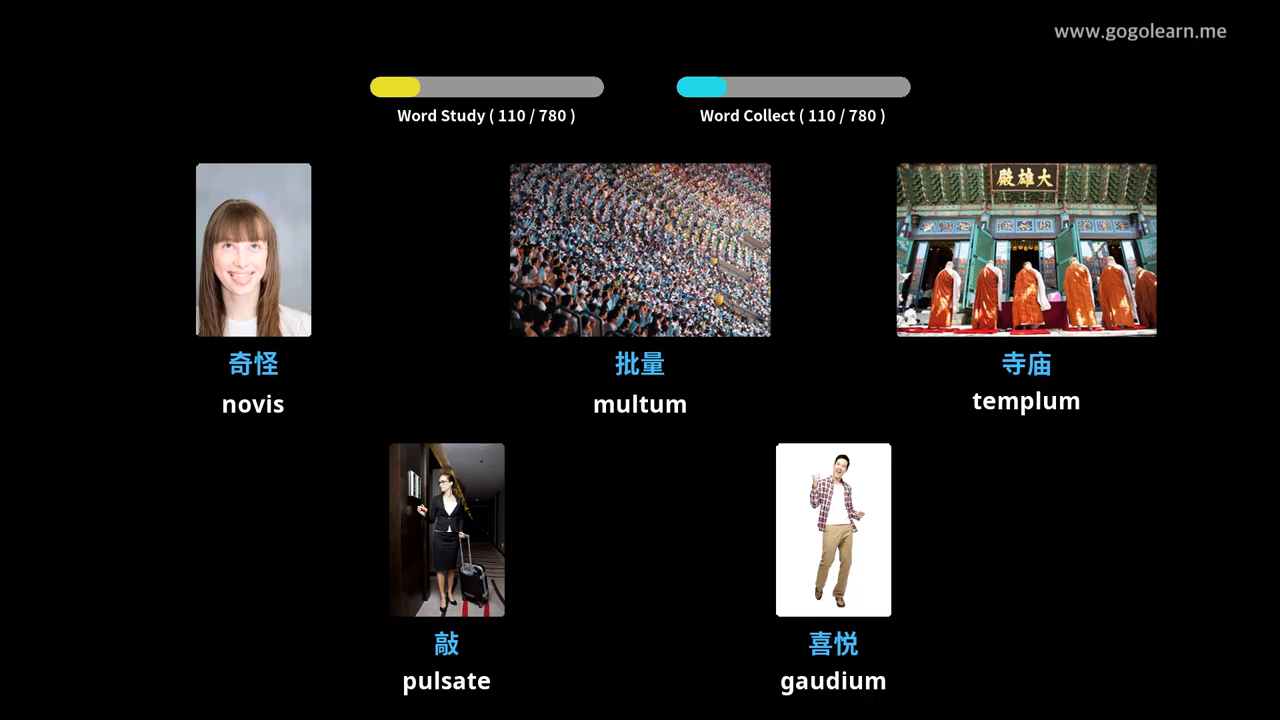 www.gogolearn.me
Word Study ( 110 / 780 )
Word Collect ( 110 / 780 )
大雄殿
奇怪
批量
寺庙
novis
multum
templum
敲
喜悦
pulsate
gaudium